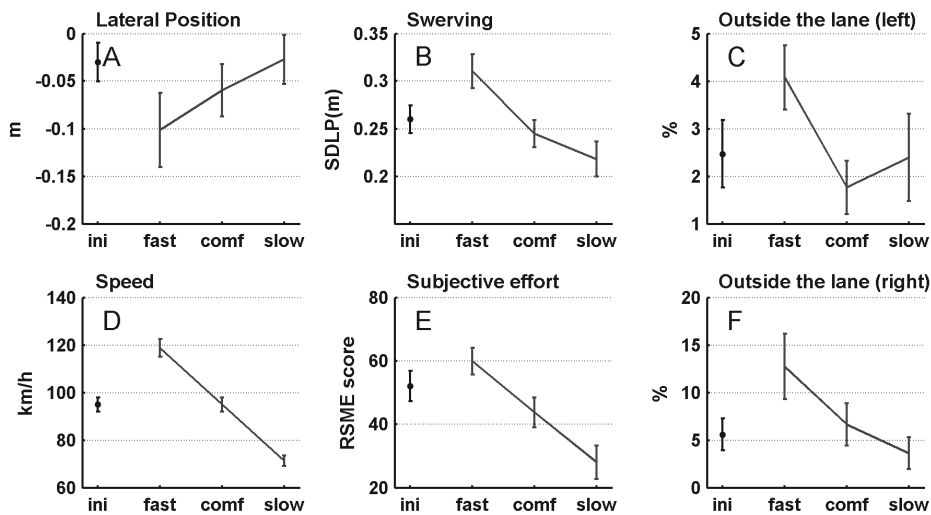 Lateral Position
A
0
-0.05
-0.1
-0.15
-0.2
m
ini fast comf slow
Swerving
B
0.35
0.3
0.25
0.2
SDLP(m)
ini fast comf slow
Outside the lane (left)
C
5
4
3
2
1
%
ini fast comf slow
Speed
D
140
120
100
80
60
km/h
ini fast comf slow
Subjective effort
E
80
60
40
20
RSME score
ini fast comf slow
Outside the lane (right)
F
20
15
10
5
0
%
ini fast comf slow